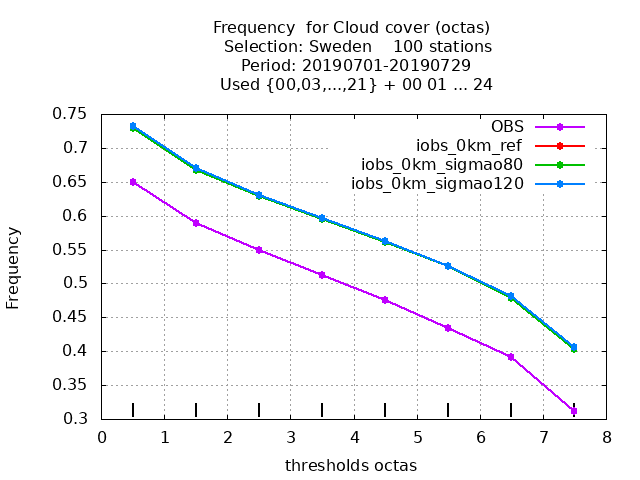 Frequency  for Cloud cover (octas)
Selection: Sweden    100 stations
Period: 20190701-20190729
Used {00,03,...,21} + 00 01 ... 24
OBS
iobs_0km_ref
iobs_0km_sigmao80
iobs_0km_sigmao120
Frequency
0.75
0.7
0.65
0.6
0.55
0.5
0.45
0.4
0.35
0.3
0 1 2 3 4 5 6 7 8
thresholds octas